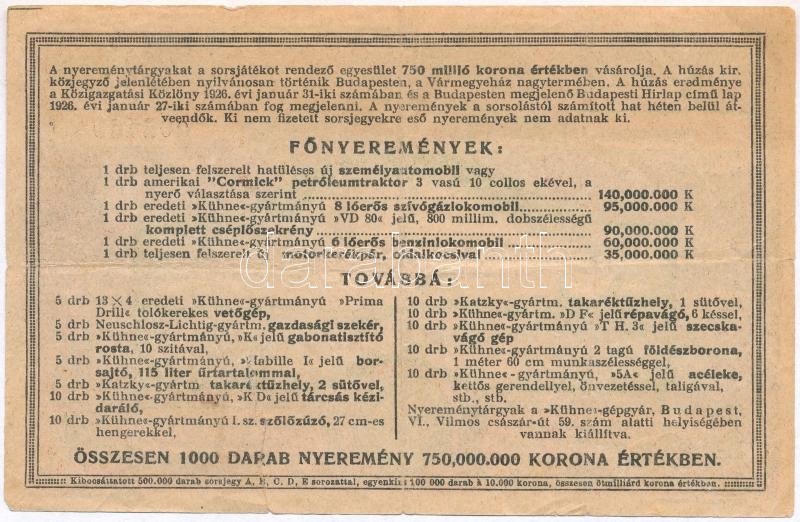 A nyereménytárgyakat a sorsjátékot rendező egyesület 750 millió korona értékben vásárolja. A húzás kir.
közjegyző jelenlétében nyilvánosan történik Budapesten, a Vármegyeház nagytermében. A húzás eredménye
a Közigazgatási Közlöny 1926. évi január 31-iki számában és a Budapesten megjelenő Budapesti Hirlap című lap
1926. évi január 27-iki számában fog megjelenni. A nyeremények a sorsolástól számított hat héten belül át-
veendők. Ki nem fizetett sorsjegyekre eső nyeremények nem adatnak ki.
FŐNYEREMÉNYEK:
1 drb teljesen felszerelt hatüléses új személyautomobil vagy
1 drb amerikai "Cormick" petróleumtraktor 3 vasú 10 collos ekével, a
nyerő választása szerint 140,000.000 K
1 drb eredeti »Kühne«-gyártmányú 8 lóerős szívógázlokomobil 95,000.000 K
1 drb eredeti »Kühne«-gyártmányú »VD 80« jelű, 800 millim. dobszélességű
komplett cséplőszekrény 90,000.000 K
1 drb eredeti »Kühne«-gyártmányú 6 lóerős benzinlokomobil 60,000.000 K
1 drb teljesen felszerelt új motorkerékpár, oldalkocsival 35,000.000 K
TOVÁBBÁ:
5 drb 13 × 4 eredeti »Kühne«-gyártmányú »Prima
Drill« tolókerekes vetőgép,
5 drb Neuschlosz-Lichtig-gyártm. gazdasági szekér,
5 drb »Kühne«-gyártmányú, »K« jelű gabonatisztító
rosta, 10 szitával,
5 drb »Kühne«-gyártmányú, »Mabille I« jelű bor-
sajtó, 115 liter űrtartalommal,
5 drb »Katzky«-gyártm takaréktűzhely, 2 sütővel,
10 drb »Kühne«-gyártmányú, »K D« jelű tárcsás kézi-
daráló,
10 drb »Kühne«-gyártmányú I. sz. szőlőzúzó, 27 cm-es
hengerekkel,
10 drb »Katzky«-gyártm. takaréktűzhely, 1 sütővel,
10 drb »Kühne«-gyártm. »D F« jelű répavágó, 6 késsel,
10 drb »Kühne«-gyártmányú »T H. 3« jelű szecska-
vágó gép
10 drb »Kühne«-gyártmányú 2 tagú földészborona,
1 méter 60 cm munkaszélességgel,
10 drb »Kühne« -gyártmányú, »5A« jelű acéleke,
kettős gerendellyel, önvezetéssel, taligával,
stb., stb.
Nyereménytárgyak a »Kühne«-gépgyár, Budapest,
VI., Vilmos császár-út 59. szám alatti helyiségében
vannak kiállítva.
ÖSSZESEN 1000 DARAB NYEREMÉNY 750,000.000 KORONA ÉRTÉKBEN.
Kibocsáttatott 500.000 darab sorsjegy A, B, C, D, E sorozattal, egyenkint 100 000 darab à 10.000 korona, összesen ötmilliárd korona értékben.
darabanth